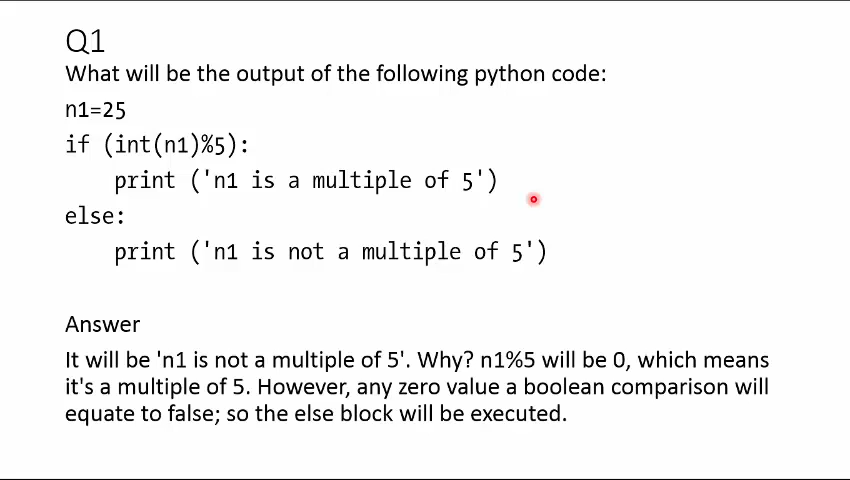 Q1
What will be the output of the following python code:
n1=25
if (int(n1)%5):
    print ('n1 is a multiple of 5')
else:
    print ('n1 is not a multiple of 5')
Answer
It will be 'n1 is not a multiple of 5'. Why? n1%5 will be 0, which means
it's a multiple of 5. However, any zero value a boolean comparison will
equate to false; so the else block will be executed.